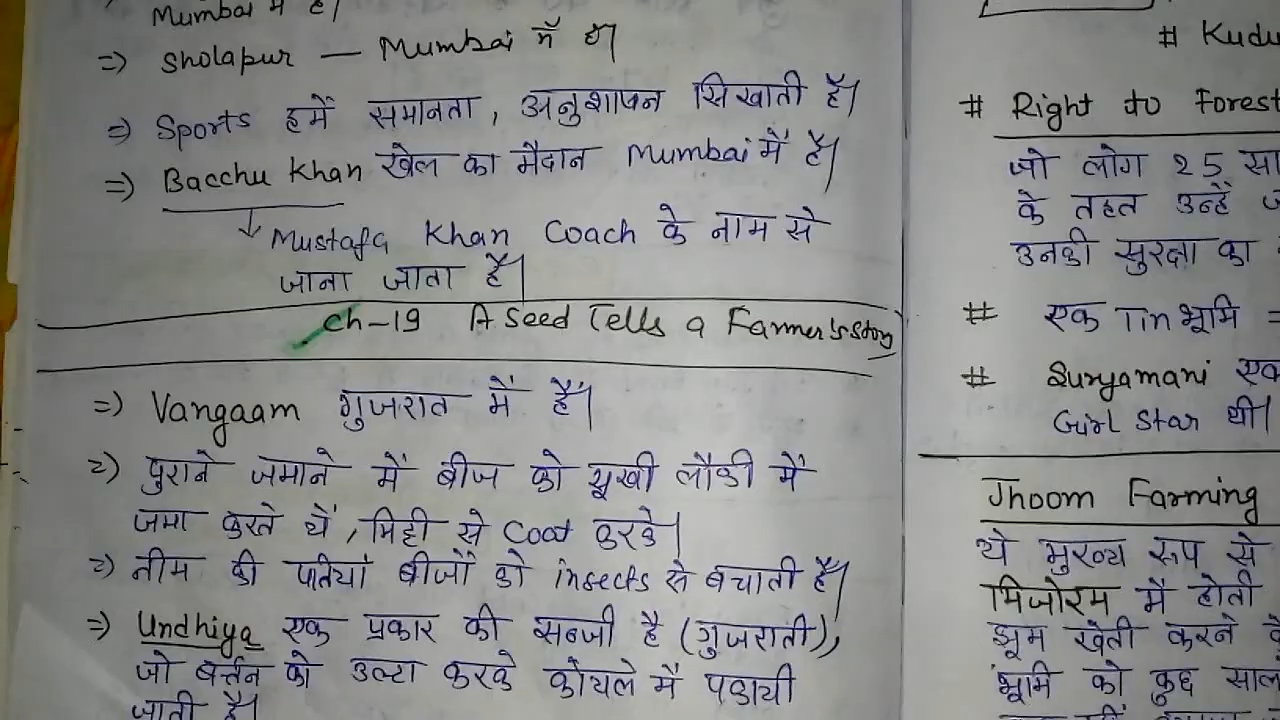 Mumbai में है।
=> Sholapur — Mumbai में है।
=> Sports हमें समानता, अनुशापन सिखाती है।
=> Bacchu Khan खेल का मैदान Mumbai में है।
↳ Mustafa Khan Coach के नाम से
जाना जाता है।
Ch-19 A Seed Tells a Farmer's Story
=> Vangaam गुजरात में है।
=> पुराने जमाने में बीज को सूखी लौकी में
जमा करते थें, मिट्टी से Coat करके।
=> नीम की पत्तियां बीजों को insects से बचाती है।
=> Undhiya एक प्रकार की सब्जी है (गुजराती),
जो बर्त्तन को उल्टा करके कोयले में पकायी
जाती है।
# Kudu
# Right to Forest
जो लोग 25 सा
के तहत उन्हें ज
उनकी सुरक्षा का
# एक Tin भूमि =
# Suryamani एक
Girl Star थी।
Jhoom Farming
ये मुख्य रूप से
मिजोरम में होती
झूम खेती करने के
भूमि को कुछ साल